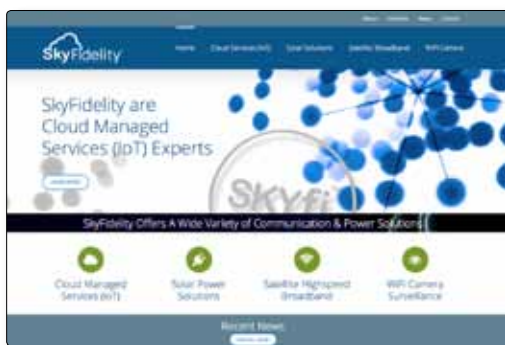 SkyFidelity
Home Cloud Services (IoT) Solar Solutions Satellite Broadband WiFi Camera
SkyFidelity are
Cloud Managed
Services (IoT) Experts
SKYfi
SkyFidelity Offers A Wide Variety of Communication & Power Solutions
Cloud Managed
Services (IoT)
Solar Power
Solutions
Satellite Highspeed
Broadband
WiFi Camera
Surveillance
Recent News